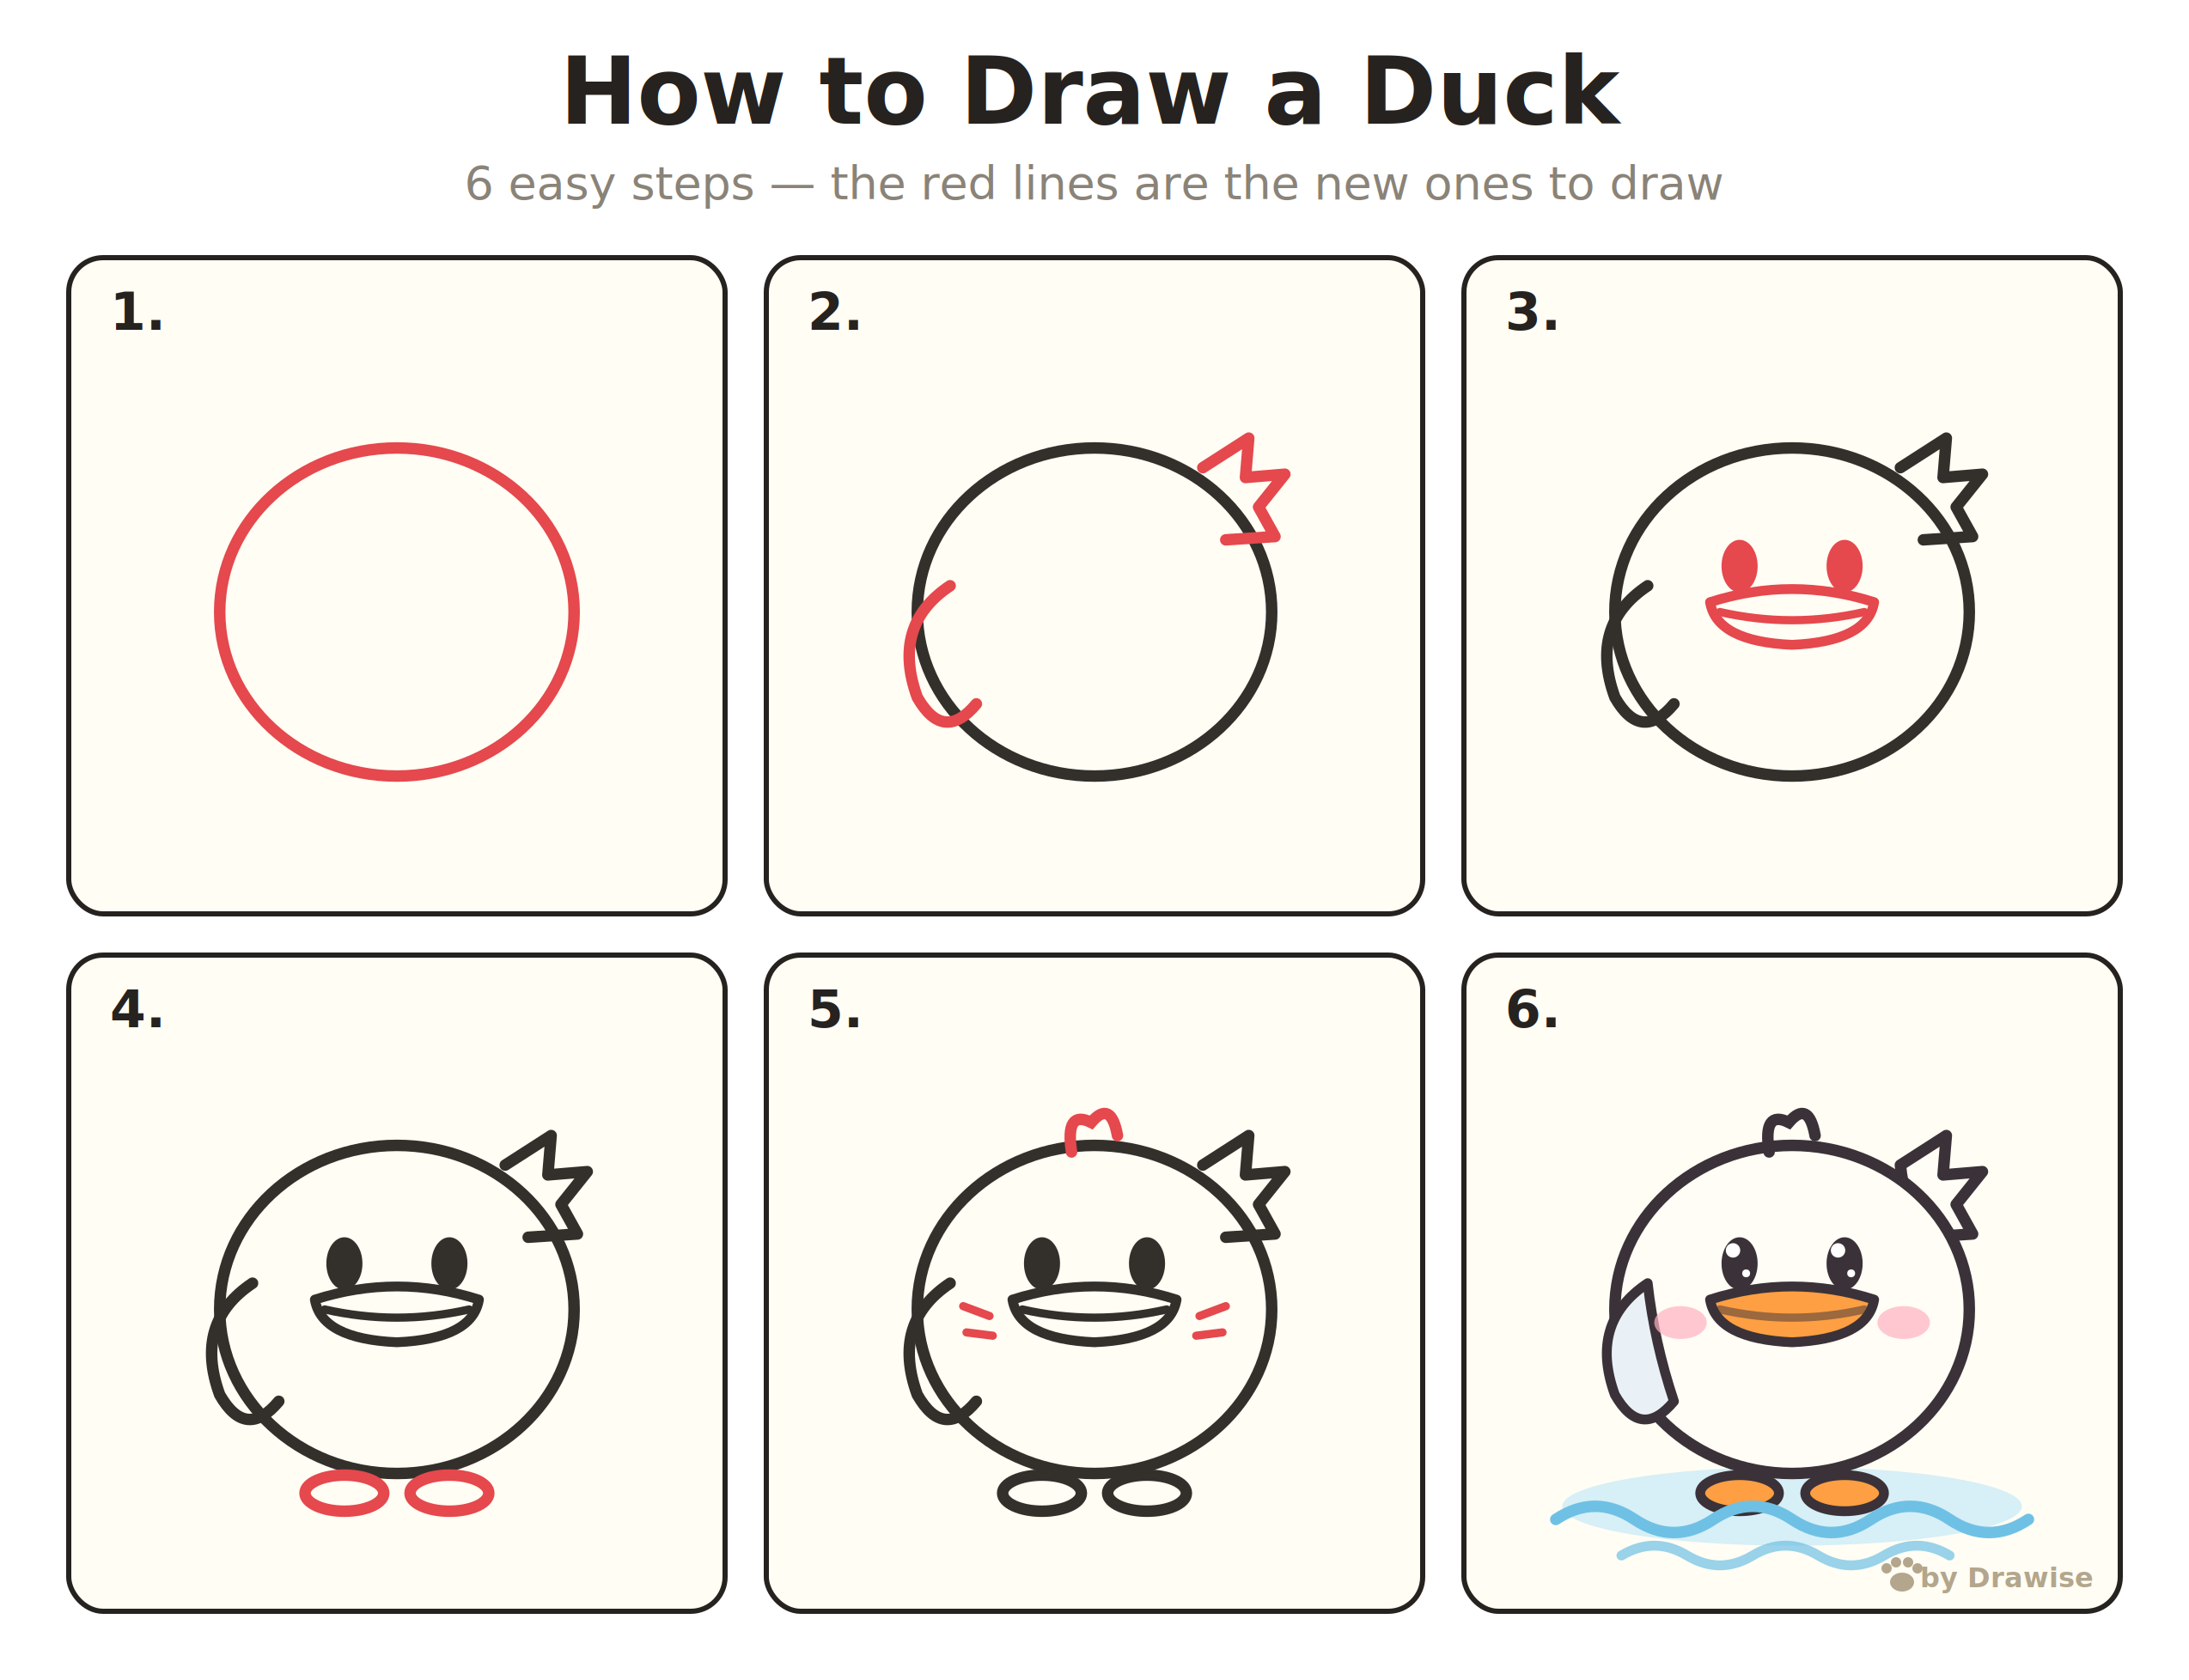 How to Draw a Duck
6 easy steps — the red lines are the new ones to draw
1.
2.
3.
4.
5.
6.
by Drawise